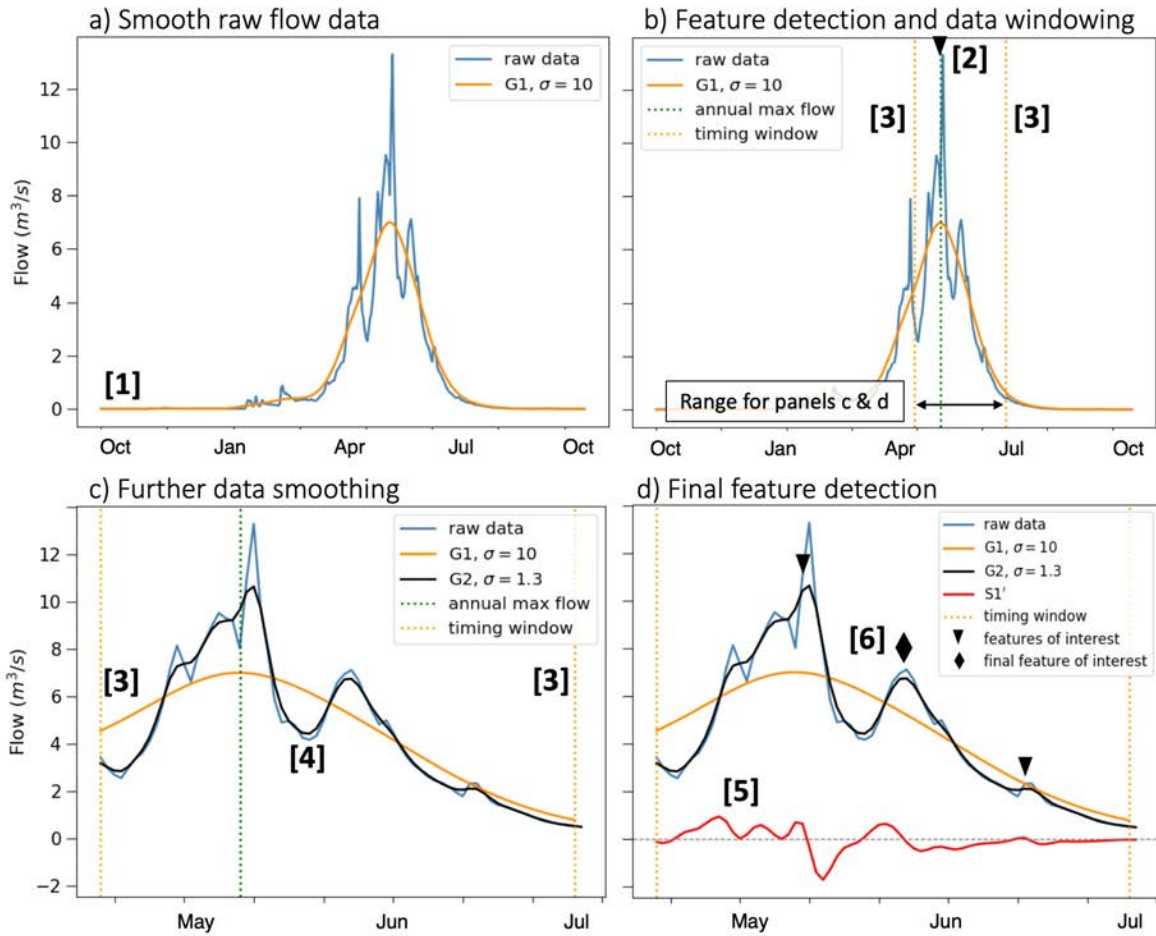 a) Smooth raw flow data
raw data
G1, σ = 10
12
10
8
6
4
2
0
Flow (m³/s)
[1]
Oct
Jan
Apr
Jul
Oct
b) Feature detection and data windowing
raw data
G1, σ = 10
annual max flow
timing window
[2]
[3]
[3]
Range for panels c & d
Oct
Jan
Apr
Jul
Oct
c) Further data smoothing
raw data
G1, σ = 10
G2, σ = 1.3
annual max flow
timing window
12
10
8
6
4
2
0
−2
Flow (m³/s)
[3]
[3]
[4]
May
Jun
Jul
d) Final feature detection
raw data
G1, σ = 10
G2, σ = 1.3
S1′
timing window
features of interest
final feature of interest
[6]
[5]
May
Jun
Jul